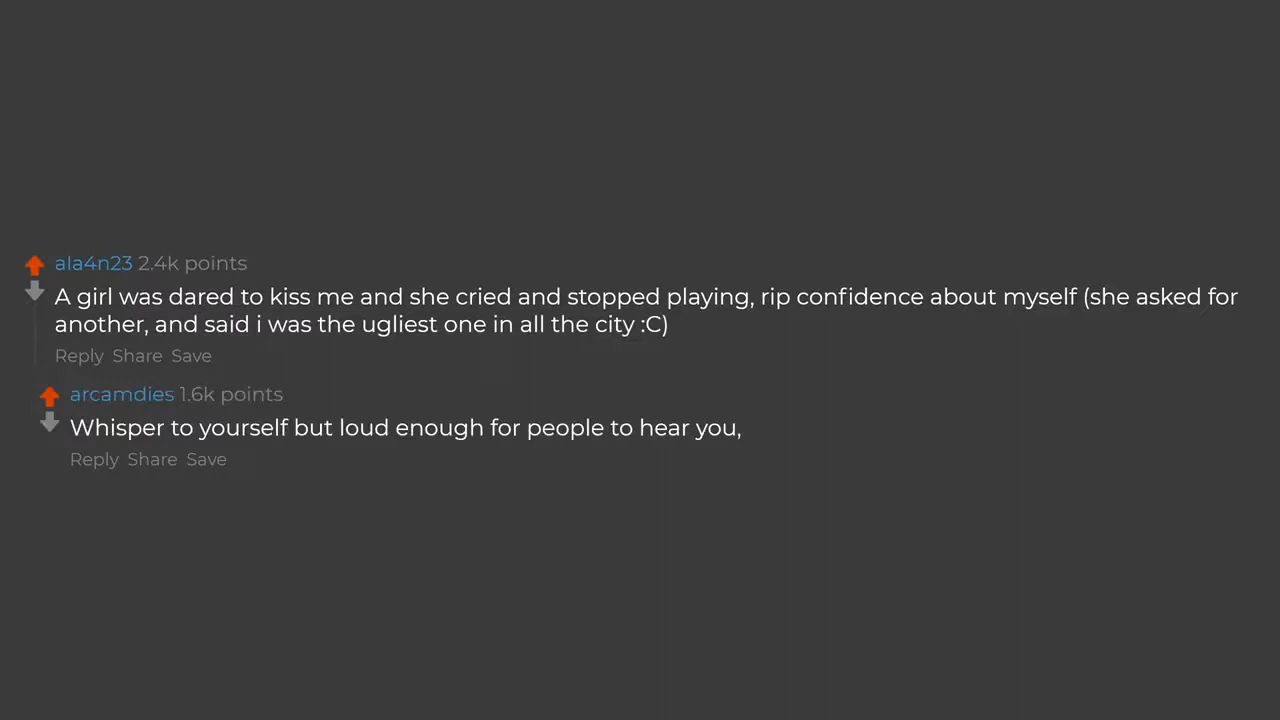 ala4n23 2.4k points
A girl was dared to kiss me and she cried and stopped playing, rip confidence about myself (she asked for
another, and said i was the ugliest one in all the city :C)
Reply Share Save
arcamdies 1.6k points
Whisper to yourself but loud enough for people to hear you,
Reply Share Save